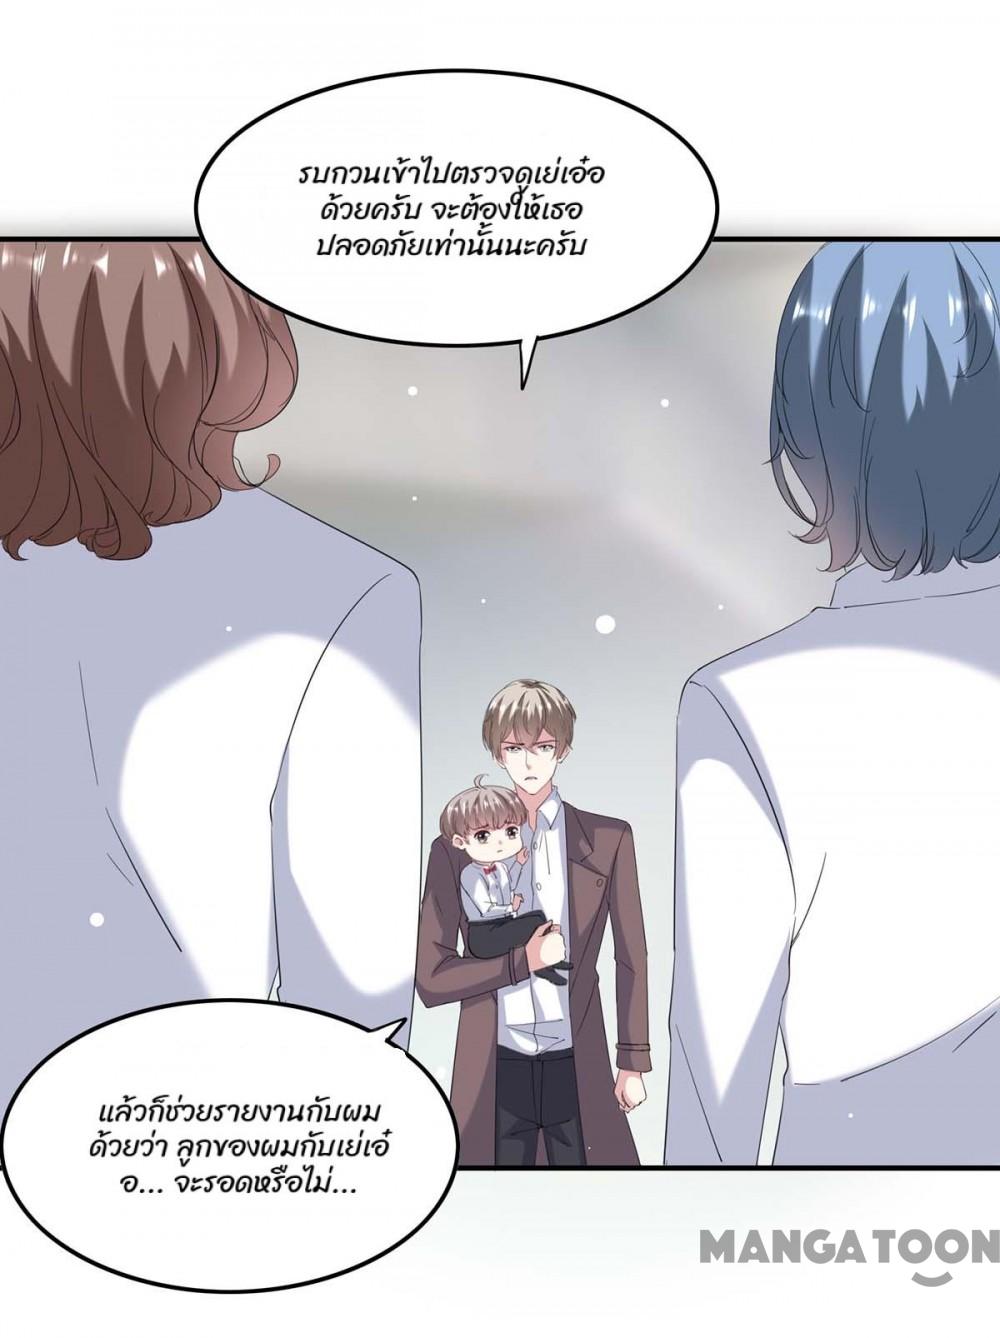 รบกวนเข้าไปตรวจดูเย่เอ๋อ
ด้วยครับ จะต้องให้เธอ
ปลอดภัยเท่านั้นนะครับ
แล้วก็ช่วยรายงานกับผม
ด้วยว่า ลูกของผมกับเย่เอ๋
อ... จะรอดหรือไม่...
MANGATOON